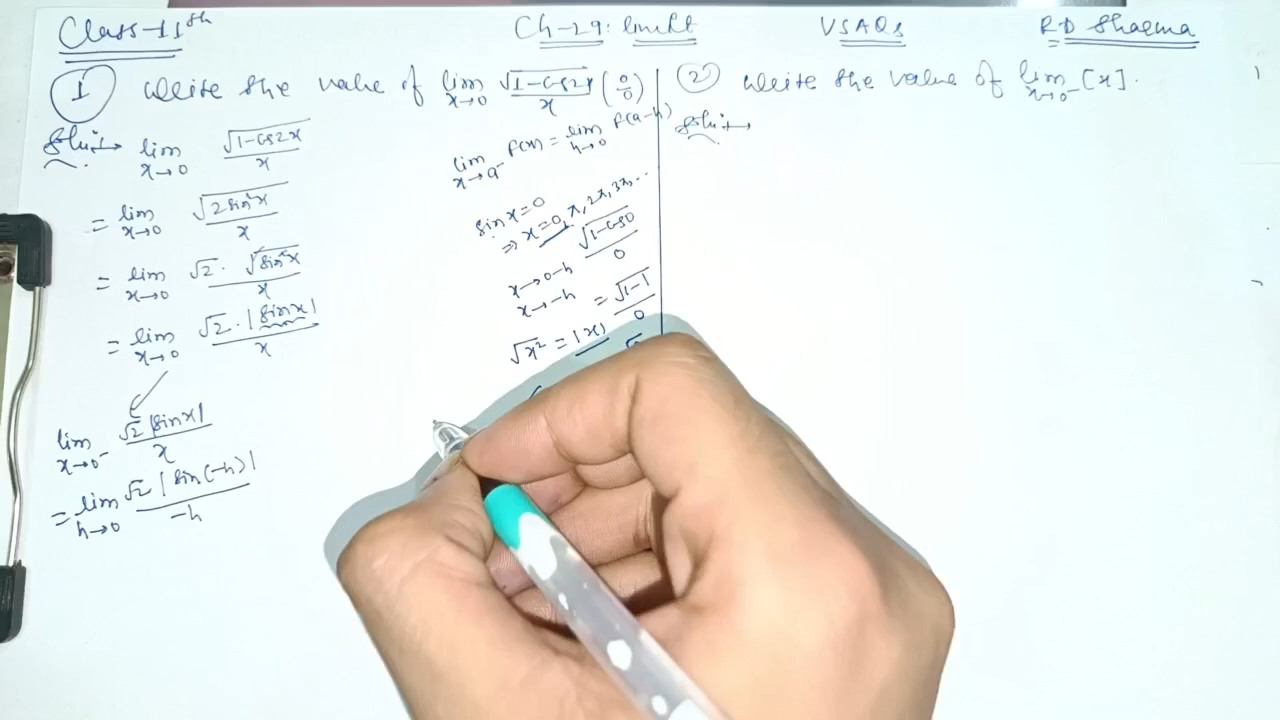 Class-11th Ch-29: limit VSAQs RD Sharma
1 Write the value of lim x→0 √(1-cos2x)/x (0/0)
Soln:→ lim x→0 √(1-cos2x)/x
= lim x→0 √(2sin²x)/x
= lim x→0 √2 · √(sin²x)/x
= lim x→0 √2 · |sinx|/x
lim x→0⁻ √2 |sinx|/x
= lim h→0 √2 |sin(-h)|/-h
lim x→a⁻ f(x) = lim h→0 f(a-h)
sinx = 0
⇒ x = 0, π, 2π, 3π, ...
√(1-cos0)/0
x→0-h
x→-h = √(1-1)/0
√x² = |x|
2 Write the value of lim x→0⁻ [x].
Soln:→